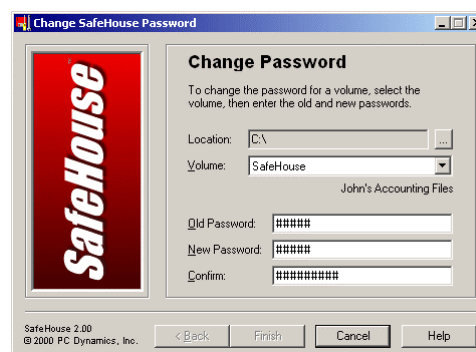 Change SafeHouse Password
SafeHouse
Change Password
To change the password for a volume, select the
volume, then enter the old and new passwords.
Location: C:\ ...
Volume: SafeHouse
John's Accounting Files
Old Password: #####
New Password: #####
Confirm: #########
SafeHouse 2.00
© 2000 PC Dynamics, Inc.
< Back Finish Cancel Help